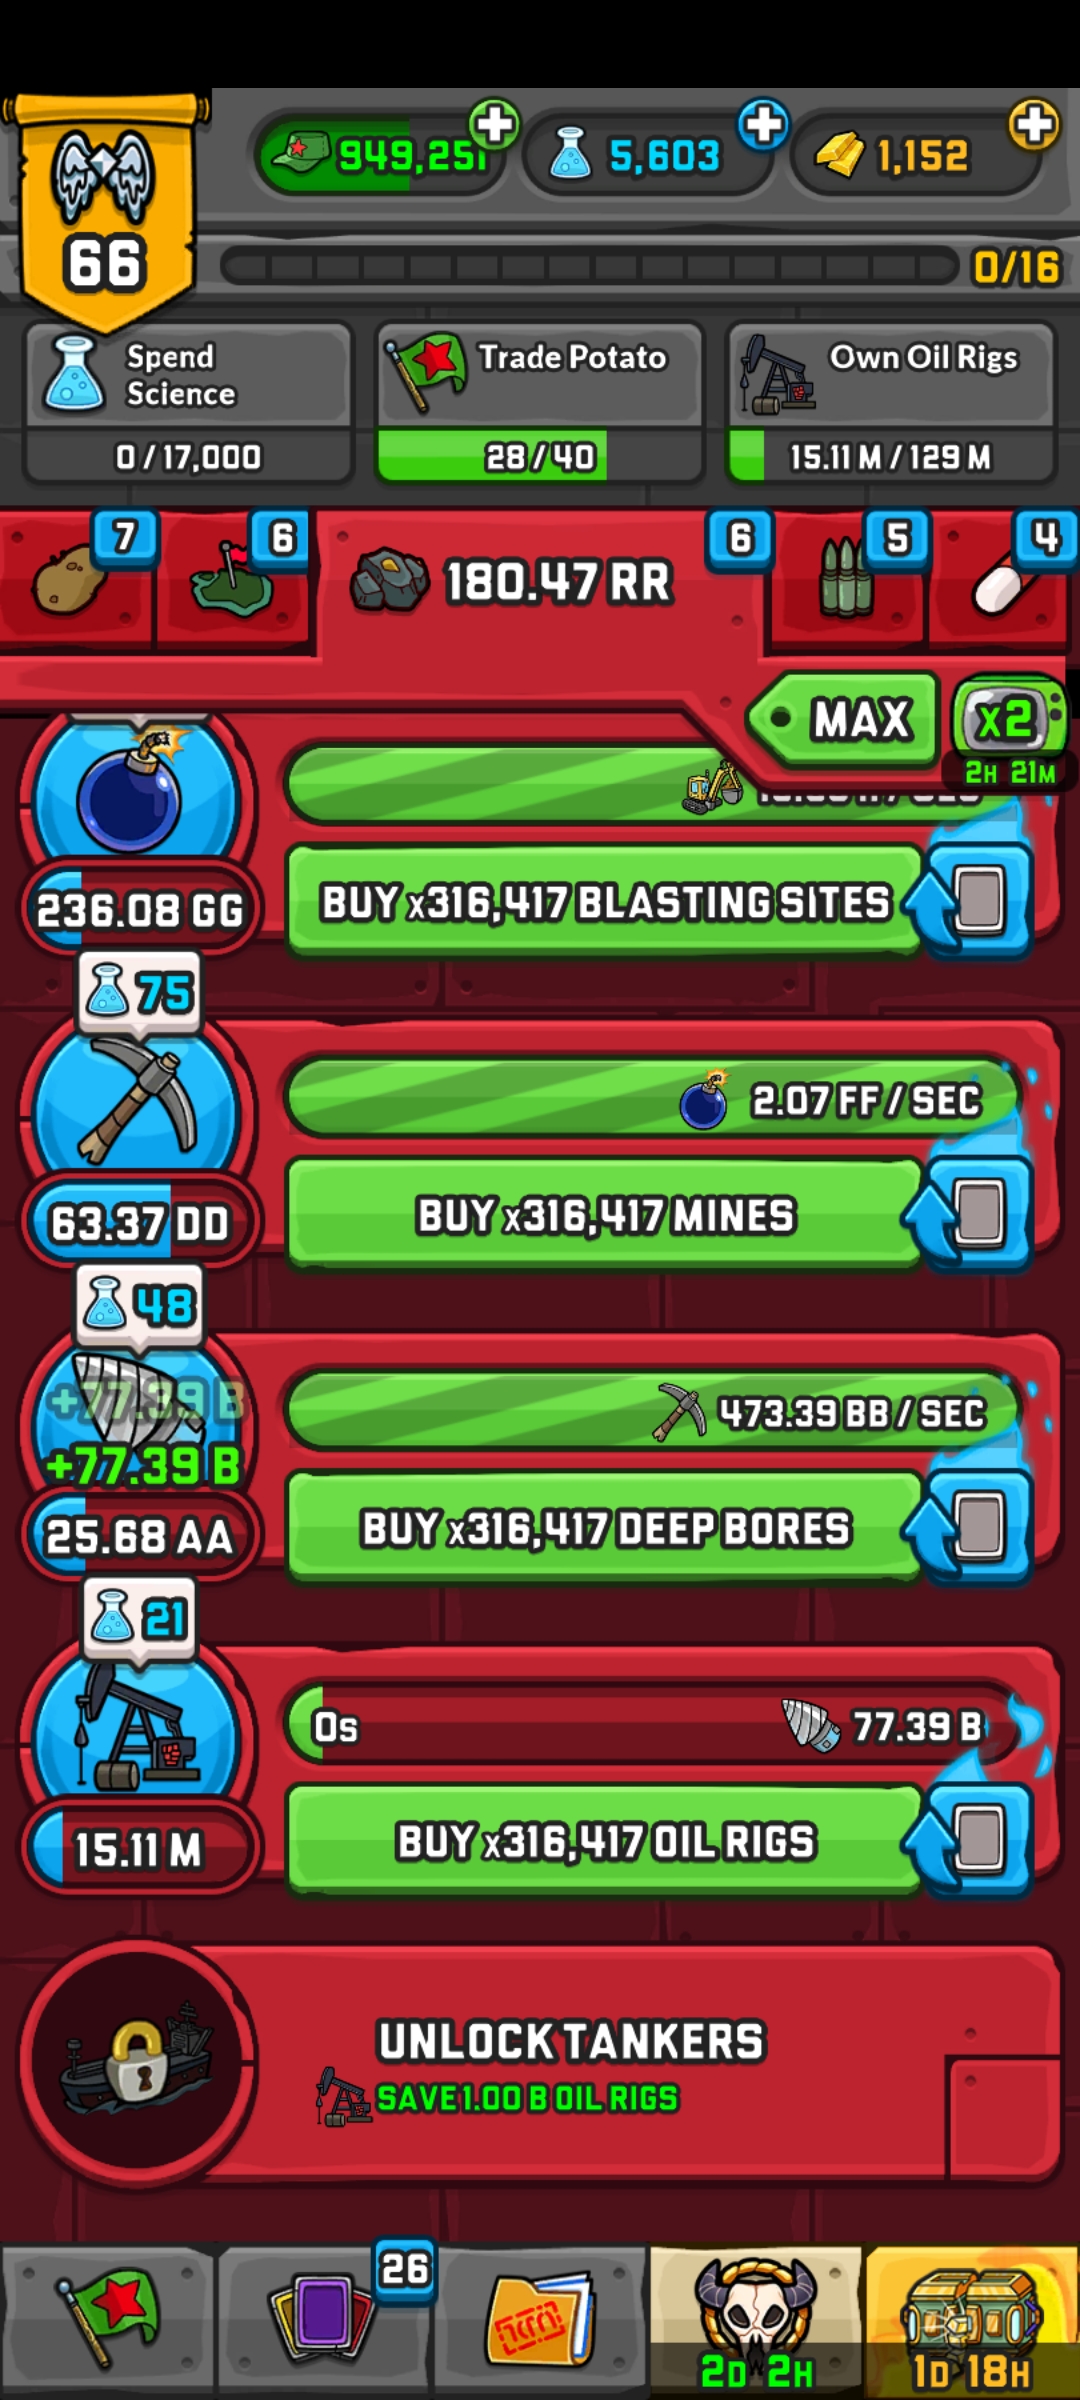 949,251
5,603
1,152
66
0/16
Spend
Science
0 / 17,000
Trade Potato
28 / 40
Own Oil Rigs
15.11 M / 129 M
7
6
180.47 RR
6
5
4
MAX
X2
2H 21M
236.08 GG
BUY x316,417 BLASTING SITES
75
2.07 FF / SEC
63.37 DD
BUY x316,417 MINES
48
473.39 BB / SEC
+77.39 B
+77.39 B
25.68 AA
BUY x316,417 DEEP BORES
21
0s
77.39 B
15.11 M
BUY x316,417 OIL RIGS
UNLOCK TANKERS
SAVE 1.00 B OIL RIGS
26
2D 2H
1D 18H